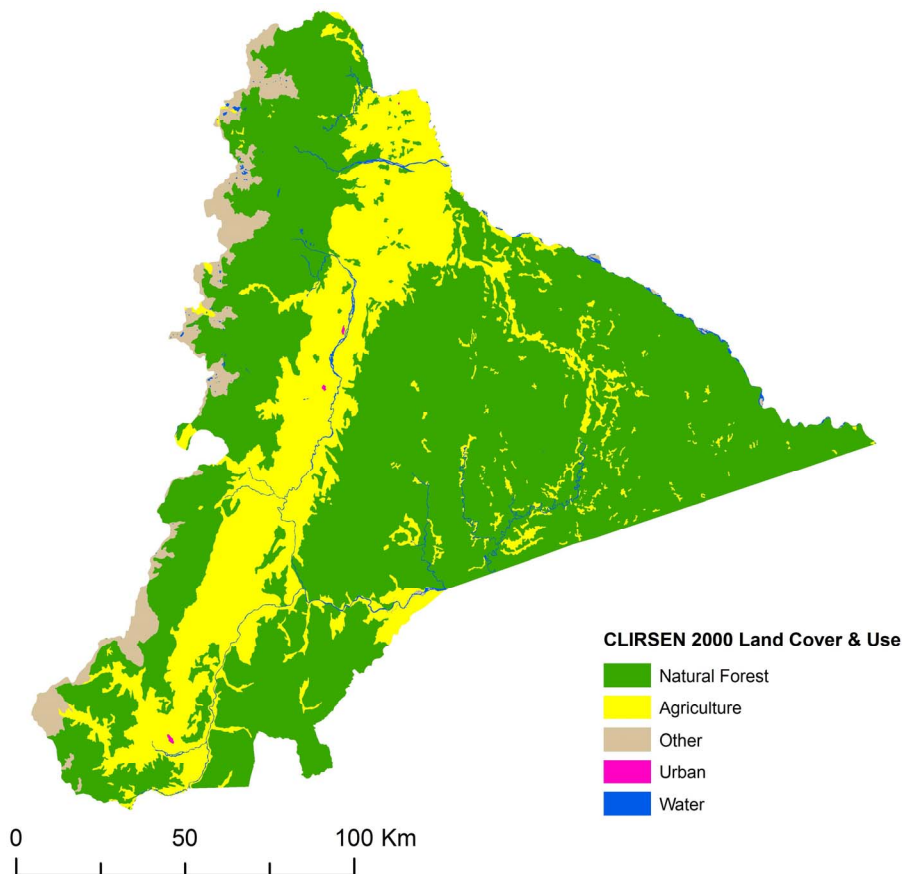 CLIRSEN 2000 Land Cover & Use
Natural Forest
Agriculture
Other
Urban
Water
0 50 100 Km